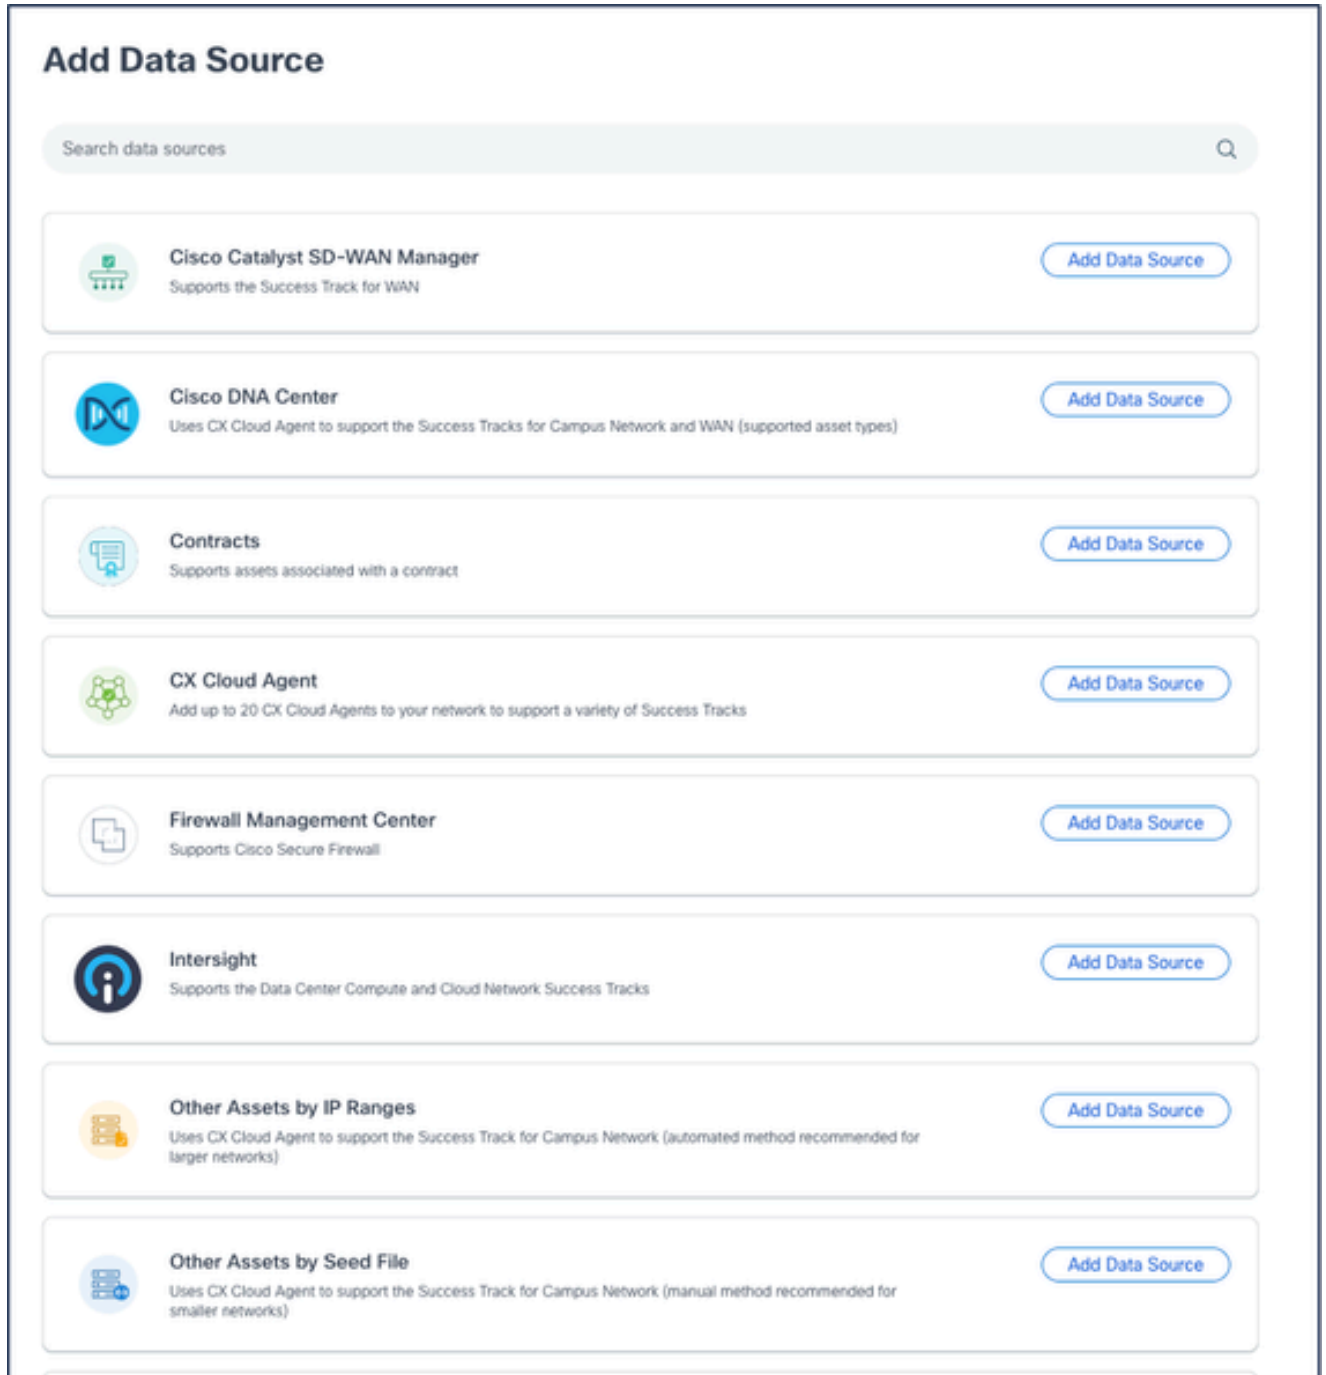 Add Data Source
Search data sources
Cisco Catalyst SD-WAN Manager
Add Data Source
Supports the Success Track for WAN
Cisco DNA Center
Add Data Source
Uses CX Cloud Agent to support the Success Tracks for Campus Network and WAN (supported asset types)
Contracts
Add Data Source
Supports assets associated with a contract
CX Cloud Agent
Add Data Source
Add up to 20 CX Cloud Agents to your network to support a variety of Success Tracks
Firewall Management Center
Add Data Source
Supports Cisco Secure Firewall
Intersight
Add Data Source
Supports the Data Center Compute and Cloud Network Success Tracks
Other Assets by IP Ranges
Add Data Source
Uses CX Cloud Agent to support the Success Track for Campus Network (automated method recommended for
larger networks)
Other Assets by Seed File
Add Data Source
Uses CX Cloud Agent to support the Success Track for Campus Network (manual method recommended for
smaller networks)